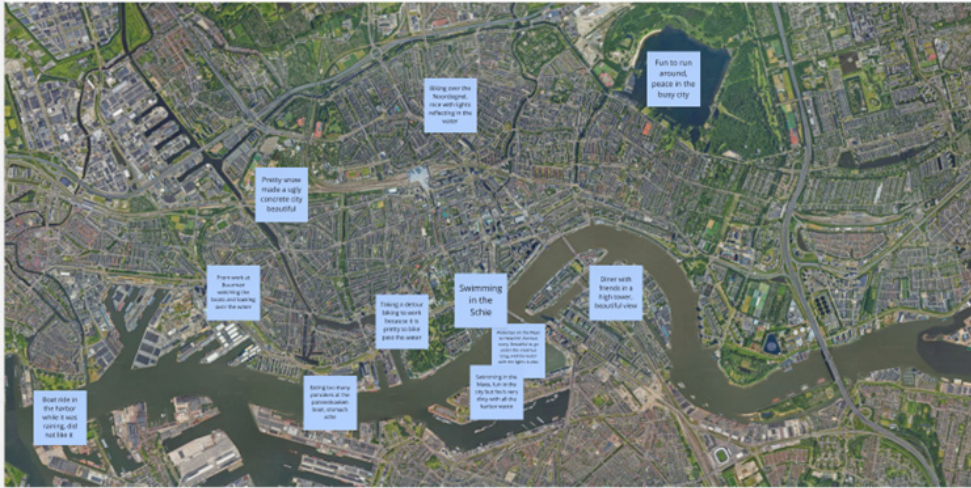 Fun to run
around,
peace in the
busy city
Biking over the
Noordsingel,
nice with lights
reflecting in the
water
Pretty snow
made a ugly
concrete city
beautiful
From work at
Buurman
watching the
boats and looking
over the water
Swimming
in the
Schie
Diner with
friends in a
high tower,
beautiful view
Taking a detour
biking to work
because it is
pretty to bike
past the water
Swimming in the
Maas, fun in the
city but feels very
dirty with all the
harbor water
Eating too many
pancakes at the
pannenkoeken
boat, stomach
ache
Boat ride in
the harbor
while it was
raining, did
not like it